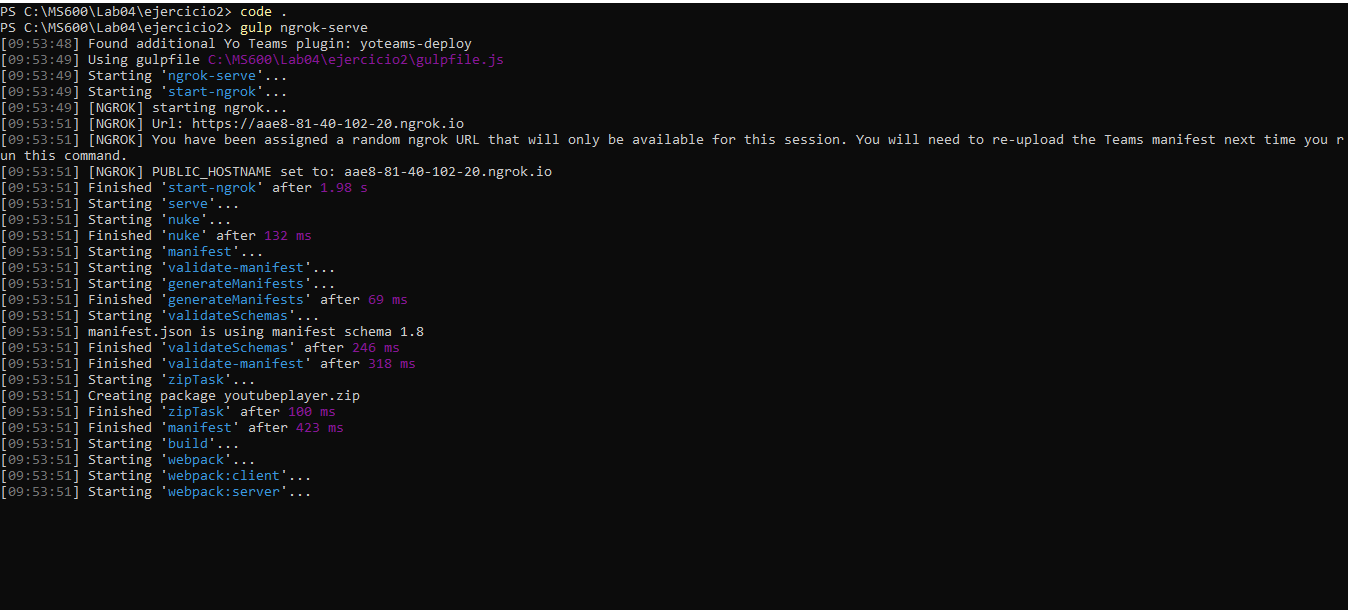 PS C:\MS600\Lab04\ejercicio2> code .
PS C:\MS600\Lab04\ejercicio2> gulp ngrok-serve
[09:53:48] Found additional Yo Teams plugin: yoteams-deploy
[09:53:49] Using gulpfile C:\MS600\Lab04\ejercicio2\gulpfile.js
[09:53:49] Starting 'ngrok-serve'...
[09:53:49] Starting 'start-ngrok'...
[09:53:49] [NGROK] starting ngrok...
[09:53:51] [NGROK] Url: https://aae8-81-40-102-20.ngrok.io
[09:53:51] [NGROK] You have been assigned a random ngrok URL that will only be available for this session. You will need to re-upload the Teams manifest next time you r
un this command.
[09:53:51] [NGROK] PUBLIC_HOSTNAME set to: aae8-81-40-102-20.ngrok.io
[09:53:51] Finished 'start-ngrok' after 1.98 s
[09:53:51] Starting 'serve'...
[09:53:51] Starting 'nuke'...
[09:53:51] Finished 'nuke' after 132 ms
[09:53:51] Starting 'manifest'...
[09:53:51] Starting 'validate-manifest'...
[09:53:51] Starting 'generateManifests'...
[09:53:51] Finished 'generateManifests' after 69 ms
[09:53:51] Starting 'validateSchemas'...
[09:53:51] manifest.json is using manifest schema 1.8
[09:53:51] Finished 'validateSchemas' after 246 ms
[09:53:51] Finished 'validate-manifest' after 318 ms
[09:53:51] Starting 'zipTask'...
[09:53:51] Creating package youtubeplayer.zip
[09:53:51] Finished 'zipTask' after 100 ms
[09:53:51] Finished 'manifest' after 423 ms
[09:53:51] Starting 'build'...
[09:53:51] Starting 'webpack'...
[09:53:51] Starting 'webpack:client'...
[09:53:51] Starting 'webpack:server'...